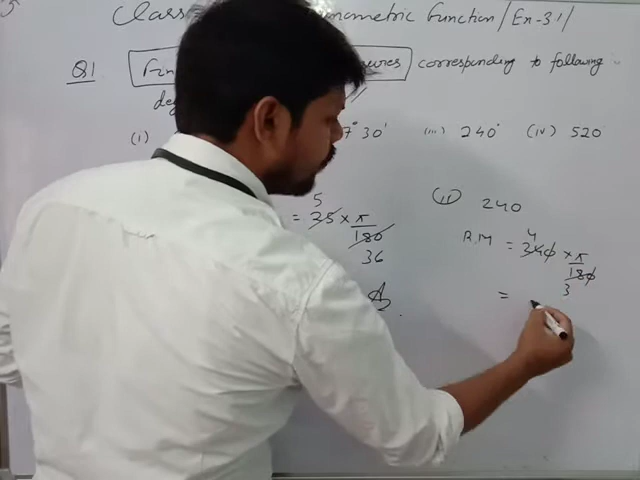 Class nometric Function / Ex-3.1/
Q1 corresponding to following
(i) 7° 30' (iii) 240° (iv) 520
5
= 35 × π
180
36
(ii) 240
4
R.M = 240 × π
180
3
=